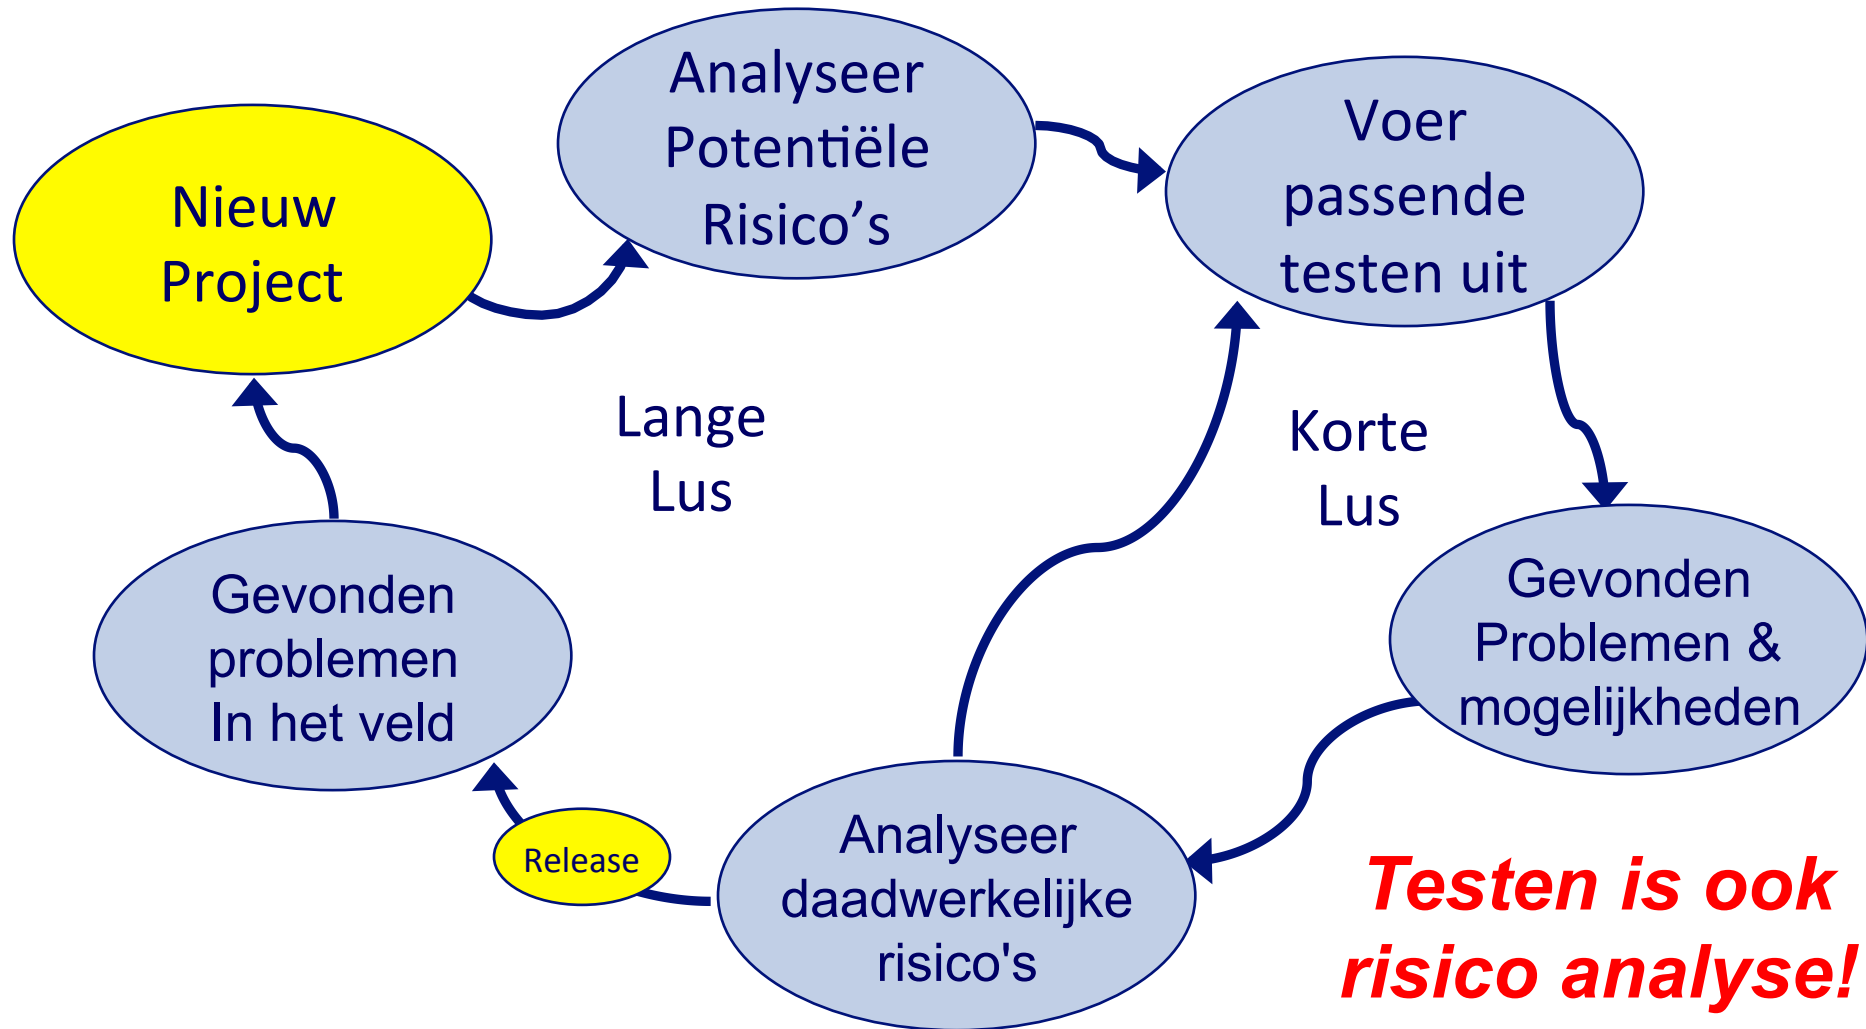 Nieuw
Project
Analyseer
Potentiële
Risico’s
Voer
passende
testen uit
Lange
Lus
Korte
Lus
Gevonden
problemen
In het veld
Gevonden
Problemen &
mogelijkheden
Release
Analyseer
daadwerkelijke
risico's
Testen is ook
risico analyse!